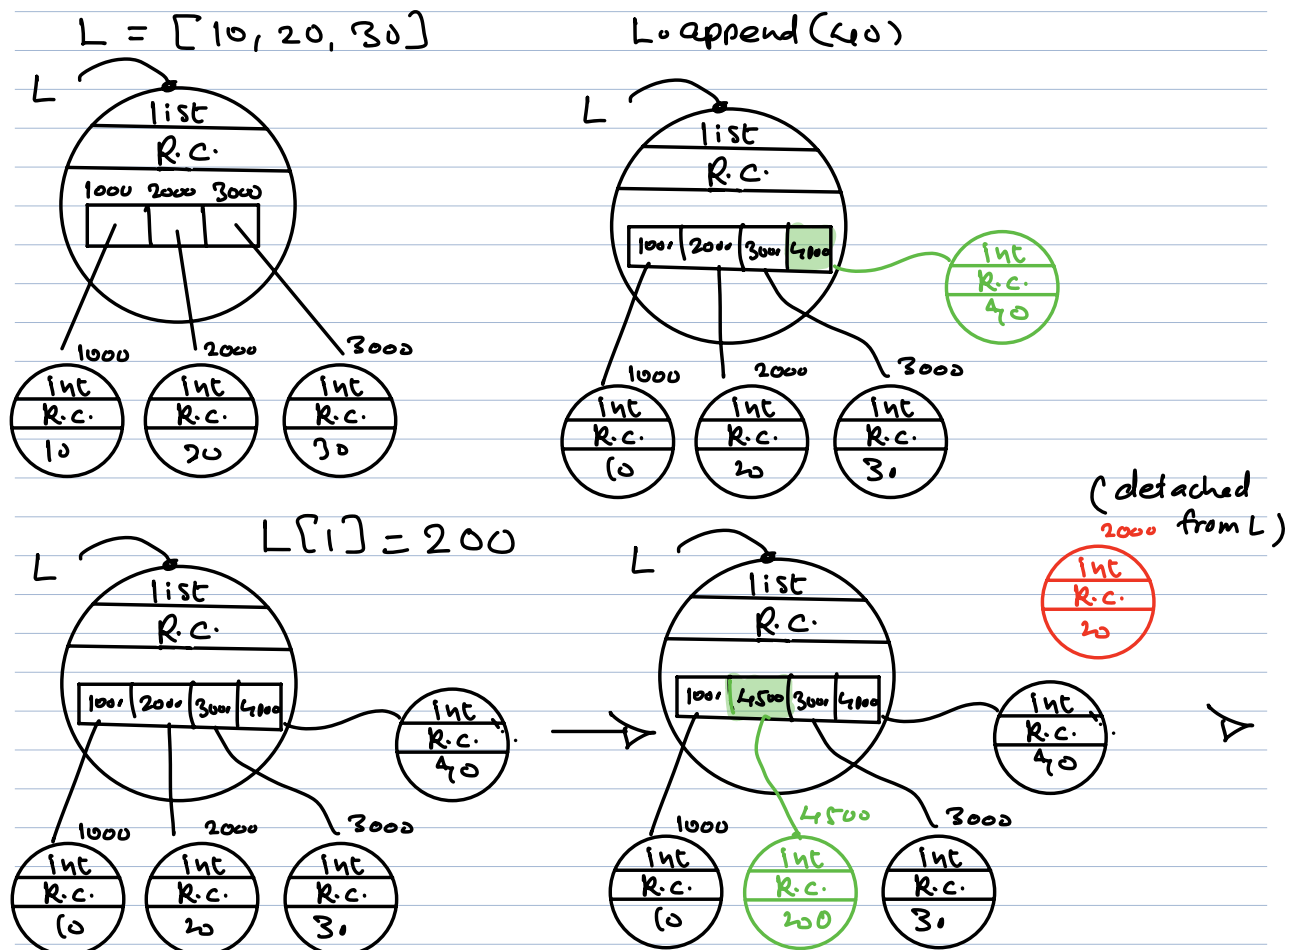 L = [10, 20, 30]
L.append(40)
L
list
R.C.
1000 2000 3000
1000
2000
3000
int
R.C.
10
int
R.C.
20
int
R.C.
30
L
list
R.C.
1000 2000 3000 4000
int
R.C.
40
1000
2000
3000
int
R.C.
10
int
R.C.
20
int
R.C.
30
L[1] = 200
L
list
R.C.
1000 2000 3000 4000
int
R.C.
40
1000
2000
3000
int
R.C.
10
int
R.C.
20
int
R.C.
30
L
list
R.C.
1000 4500 3000 4000
(detached
from L)
2000
int
R.C.
20
int
R.C.
40
1000
4500
3000
int
R.C.
10
int
R.C.
200
int
R.C.
30